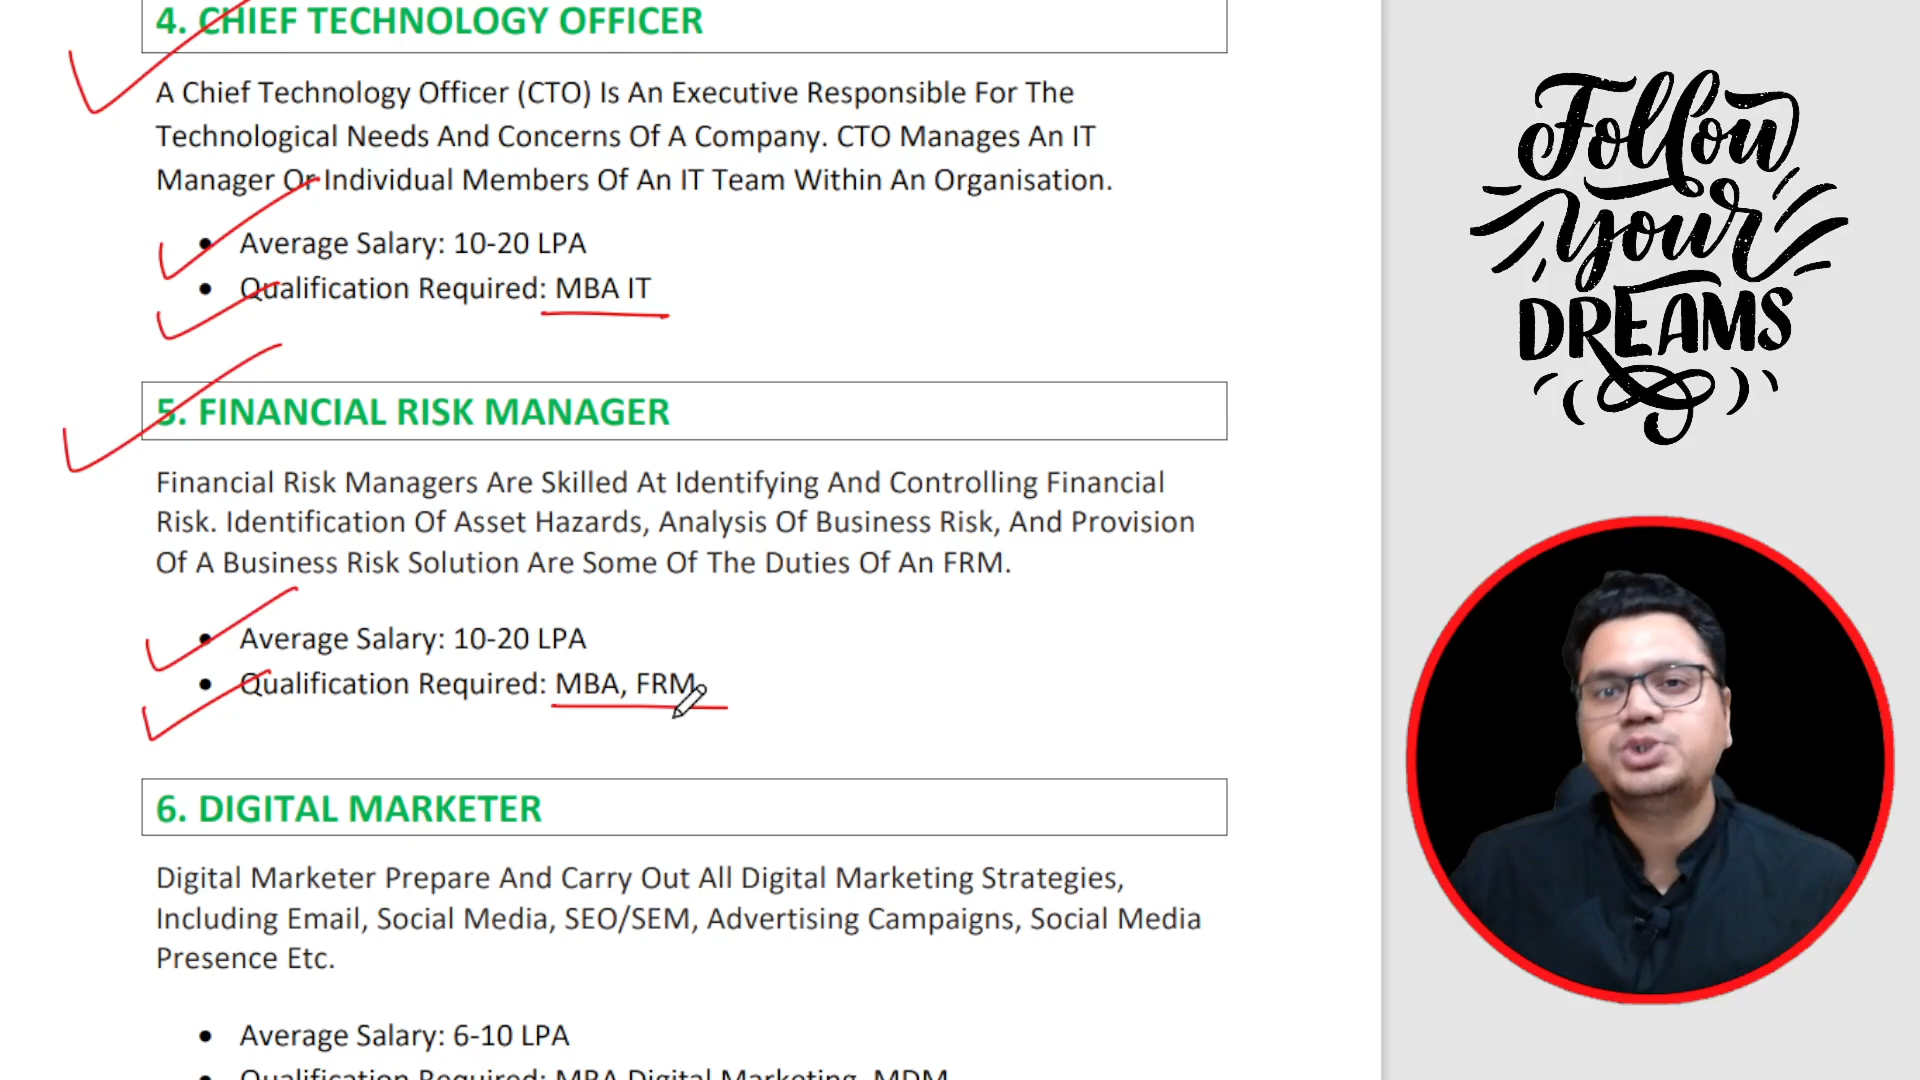 4. CHIEF TECHNOLOGY OFFICER
A Chief Technology Officer (CTO) Is An Executive Responsible For The
Technological Needs And Concerns Of A Company. CTO Manages An IT
Manager Or Individual Members Of An IT Team Within An Organisation.
• Average Salary: 10-20 LPA
• Qualification Required: MBA IT
5. FINANCIAL RISK MANAGER
Financial Risk Managers Are Skilled At Identifying And Controlling Financial
Risk. Identification Of Asset Hazards, Analysis Of Business Risk, And Provision
Of A Business Risk Solution Are Some Of The Duties Of An FRM.
• Average Salary: 10-20 LPA
• Qualification Required: MBA, FRM
6. DIGITAL MARKETER
Digital Marketer Prepare And Carry Out All Digital Marketing Strategies,
Including Email, Social Media, SEO/SEM, Advertising Campaigns, Social Media
Presence Etc.
• Average Salary: 6-10 LPA
• Qualification Required: MBA Digital Marketing, MDM
Follow
Your
DREAMS